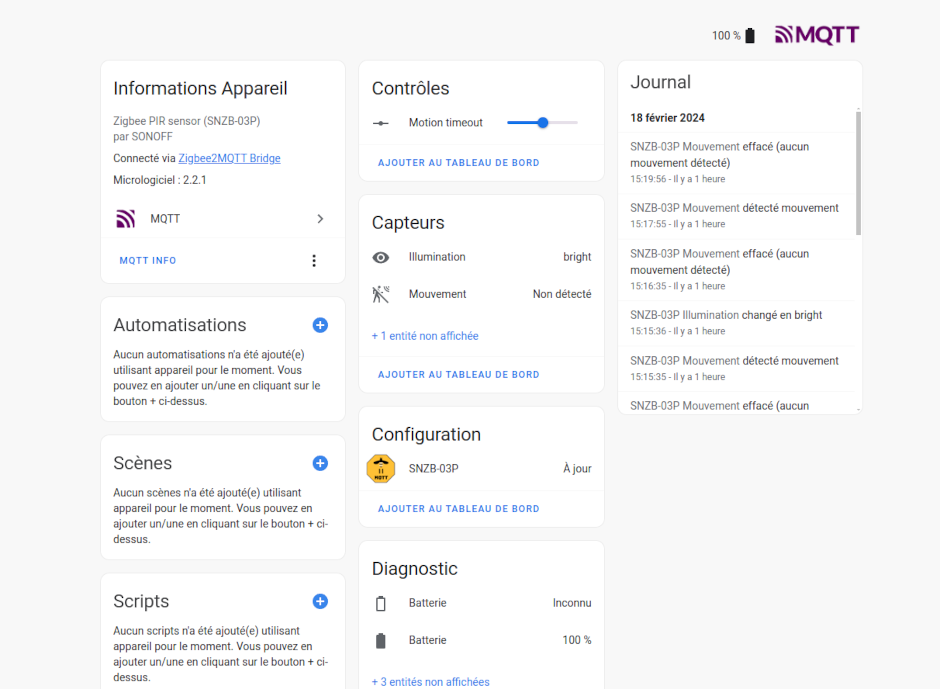 100 %
MQTT
Informations Appareil
Zigbee PIR sensor (SNZB-03P)
par SONOFF
Connecté via Zigbee2MQTT Bridge
Micrologiciel : 2.2.1
MQTT
MQTT INFO
Automatisations
Aucun automatisations n'a été ajouté(e)
utilisant appareil pour le moment. Vous
pouvez en ajouter un/une en cliquant sur le
bouton + ci-dessus.
Scènes
Aucun scènes n'a été ajouté(e) utilisant
appareil pour le moment. Vous pouvez en
ajouter un/une en cliquant sur le bouton + ci-
dessus.
Scripts
Aucun scripts n'a été ajouté(e) utilisant
appareil pour le moment. Vous pouvez en
ajouter un/une en cliquant sur le bouton + ci-
dessus.
Contrôles
Motion timeout
AJOUTER AU TABLEAU DE BORD
Capteurs
Illumination bright
Mouvement Non détecté
+ 1 entité non affichée
AJOUTER AU TABLEAU DE BORD
Configuration
MQTT
SNZB-03P À jour
AJOUTER AU TABLEAU DE BORD
Diagnostic
Batterie Inconnu
Batterie 100 %
+ 3 entités non affichées
Journal
18 février 2024
SNZB-03P Mouvement effacé (aucun
mouvement détecté)
15:19:56 - Il y a 1 heure
SNZB-03P Mouvement détecté mouvement
15:17:55 - Il y a 1 heure
SNZB-03P Mouvement effacé (aucun
mouvement détecté)
15:16:35 - Il y a 1 heure
SNZB-03P Illumination changé en bright
15:15:36 - Il y a 1 heure
SNZB-03P Mouvement détecté mouvement
15:15:35 - Il y a 1 heure
SNZB-03P Mouvement effacé (aucun